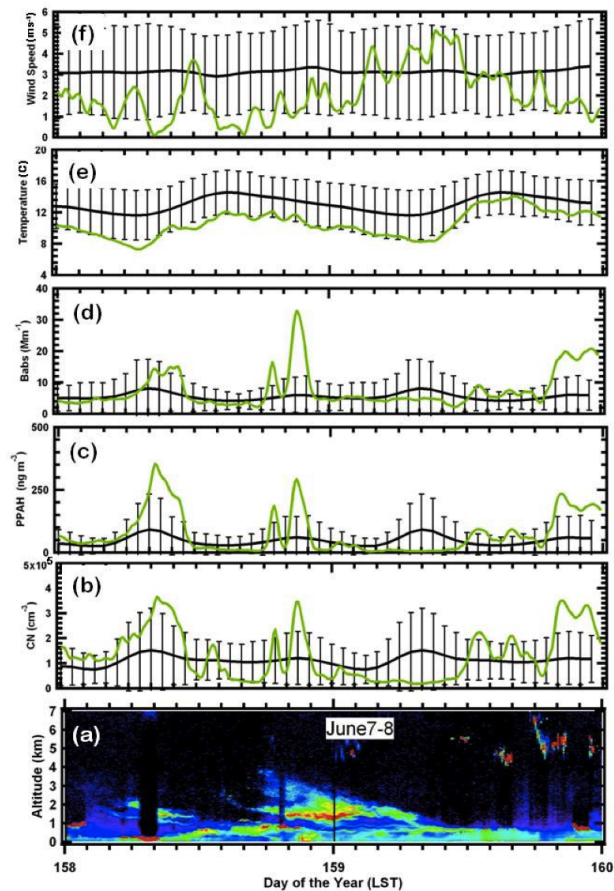 (f)
Wind Speed (ms⁻¹)
6
5
4
3
2
1
0
(e)
Temperature (C)
20
16
12
8
4
(d)
Babs (Mm⁻¹)
40
30
20
10
0
(c)
PPAH (ng m⁻³)
500
250
0
(b)
CN (cm⁻³)
5x10⁵
4
3
2
1
0
(a)
June7-8
Altitude (km)
7
6
5
4
3
2
1
0
158 159 160
Day of the Year (LST)